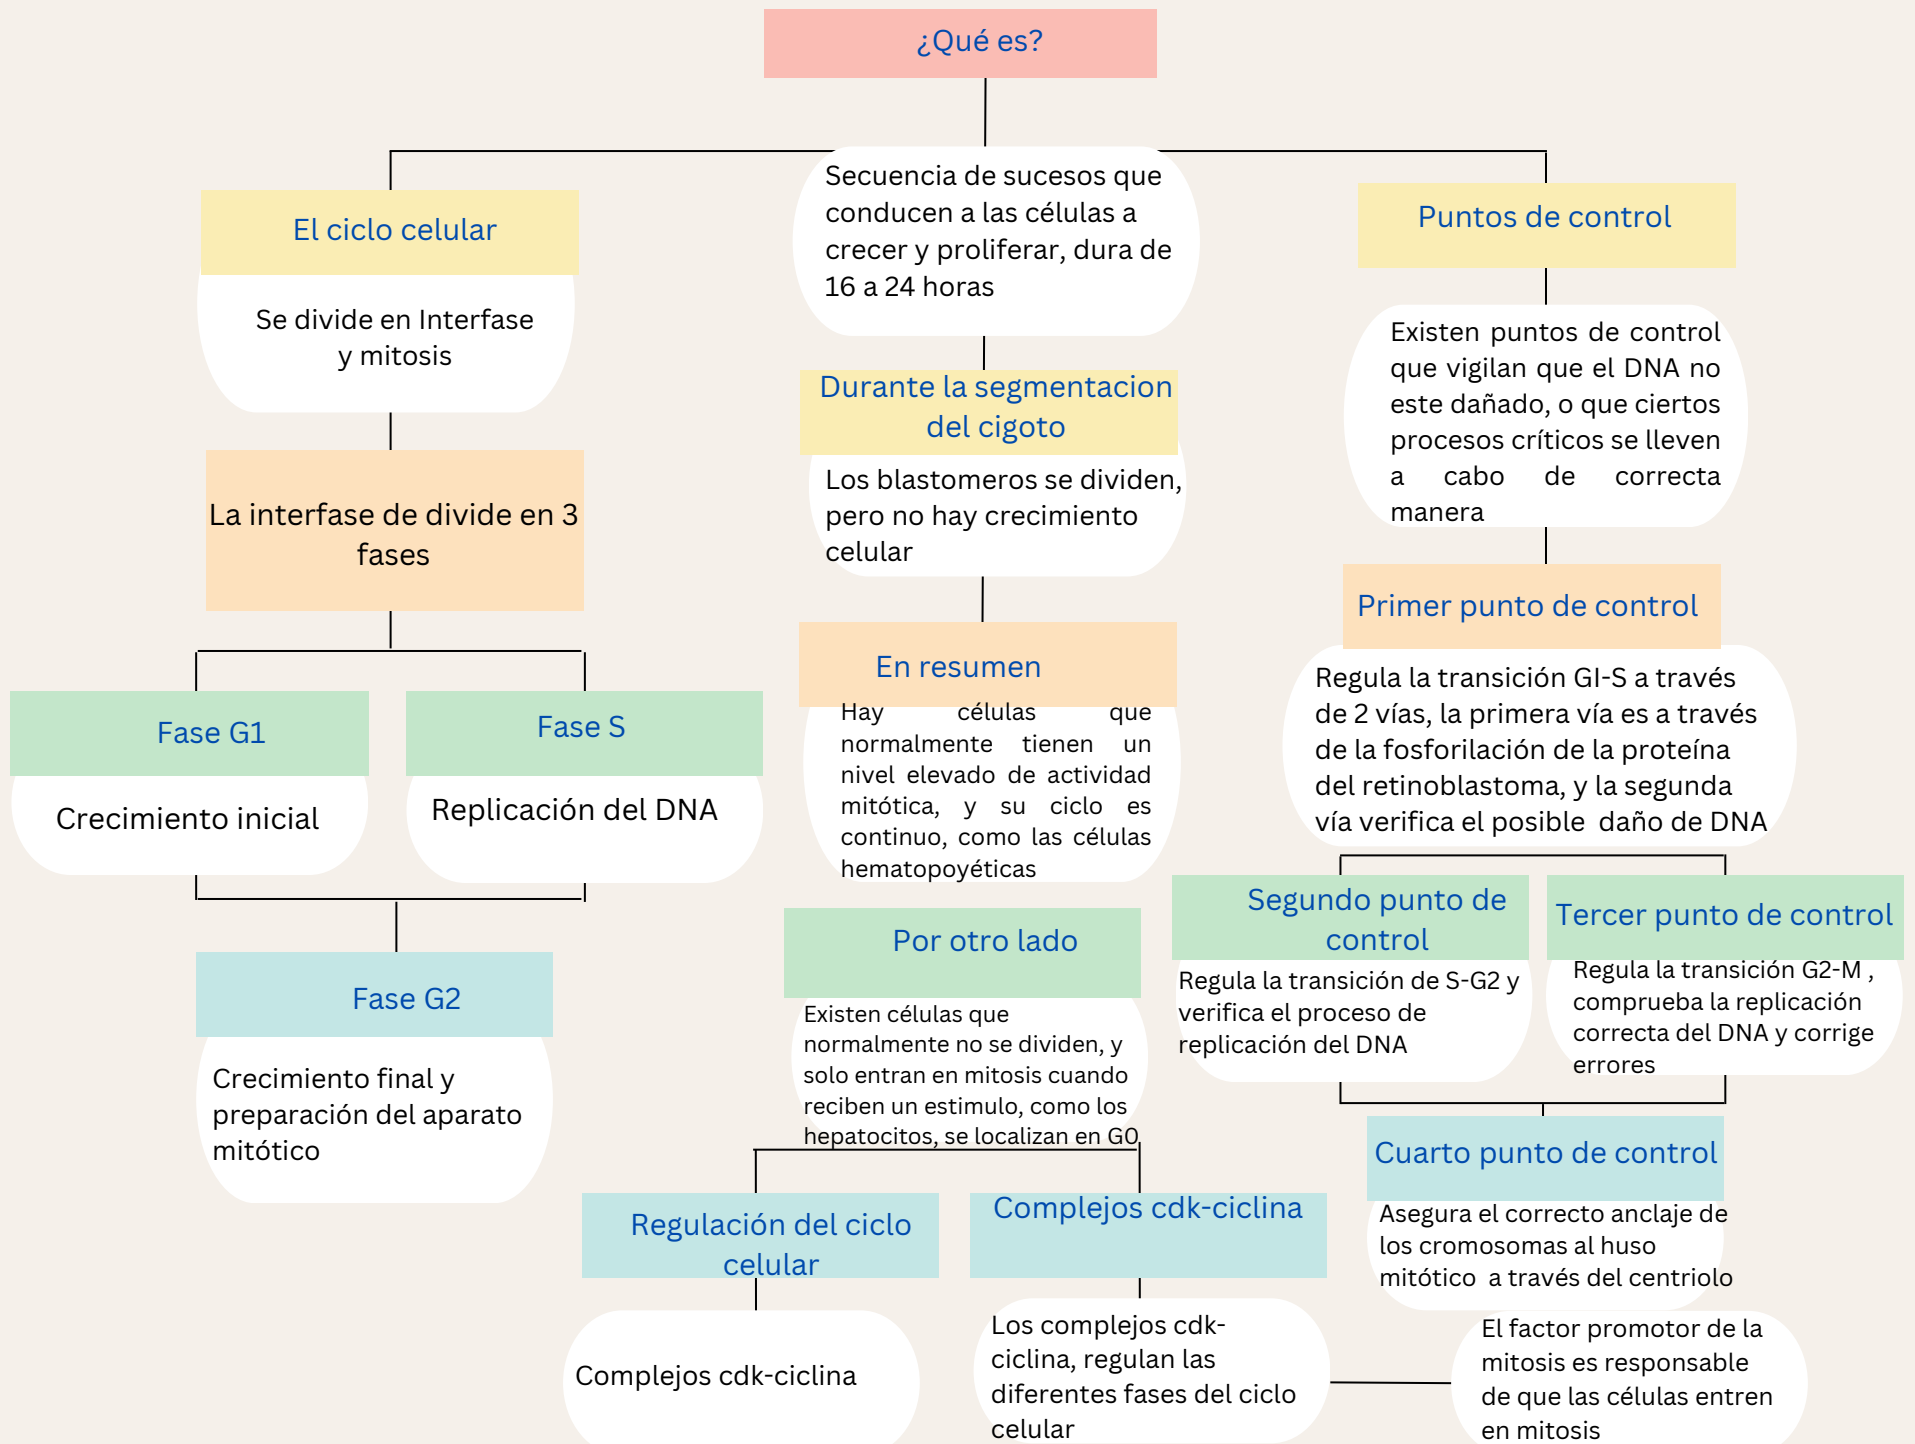 ¿Qué es?
El ciclo celular
Se divide en Interfase
y mitosis
La interfase de divide en 3
fases
Fase G1
Crecimiento inicial
Fase S
Replicación del DNA
Fase G2
Crecimiento final y
preparación del aparato
mitótico
Secuencia de sucesos que
conducen a las células a
crecer y proliferar, dura de
16 a 24 horas
Durante la segmentacion
del cigoto
Los blastomeros se dividen,
pero no hay crecimiento
celular
En resumen
Hay células que
normalmente tienen un
nivel elevado de actividad
mitótica, y su ciclo es
continuo, como las células
hematopoyéticas
Por otro lado
Existen células que
normalmente no se dividen, y
solo entran en mitosis cuando
reciben un estimulo, como los
hepatocitos, se localizan en G0
Regulación del ciclo
celular
Complejos cdk-ciclina
Complejos cdk-ciclina
Los complejos cdk-
ciclina, regulan las
diferentes fases del ciclo
celular
El factor promotor de la
mitosis es responsable
de que las células entren
en mitosis
Puntos de control
Existen puntos de control
que vigilan que el DNA no
este dañado, o que ciertos
procesos críticos se lleven
a cabo de correcta
manera
Primer punto de control
Regula la transición GI-S a través
de 2 vías, la primera vía es a través
de la fosforilación de la proteína
del retinoblastoma, y la segunda
vía verifica el posible daño de DNA
Segundo punto de
control
Regula la transición de S-G2 y
verifica el proceso de
replicación del DNA
Tercer punto de control
Regula la transición G2-M ,
comprueba la replicación
correcta del DNA y corrige
errores
Cuarto punto de control
Asegura el correcto anclaje de
los cromosomas al huso
mitótico a través del centriolo